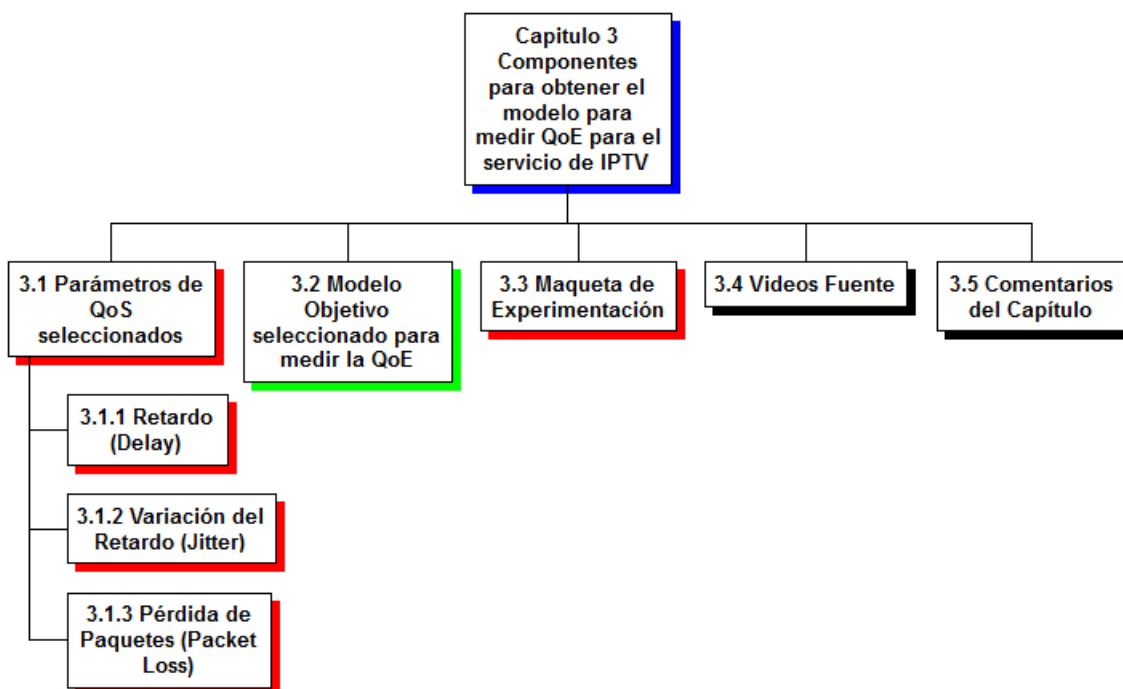 Capitulo 3
Componentes
para obtener el
modelo para
medir QoE para el
servicio de IPTV
3.1 Parámetros de
QoS
seleccionados
3.2 Modelo
Objetivo
seleccionado para
medir la QoE
3.3 Maqueta de
Experimentación
3.4 Videos Fuente
3.5 Comentarios
del Capítulo
3.1.1 Retardo
(Delay)
3.1.2 Variación del
Retardo (Jitter)
3.1.3 Pérdida de
Paquetes (Packet
Loss)